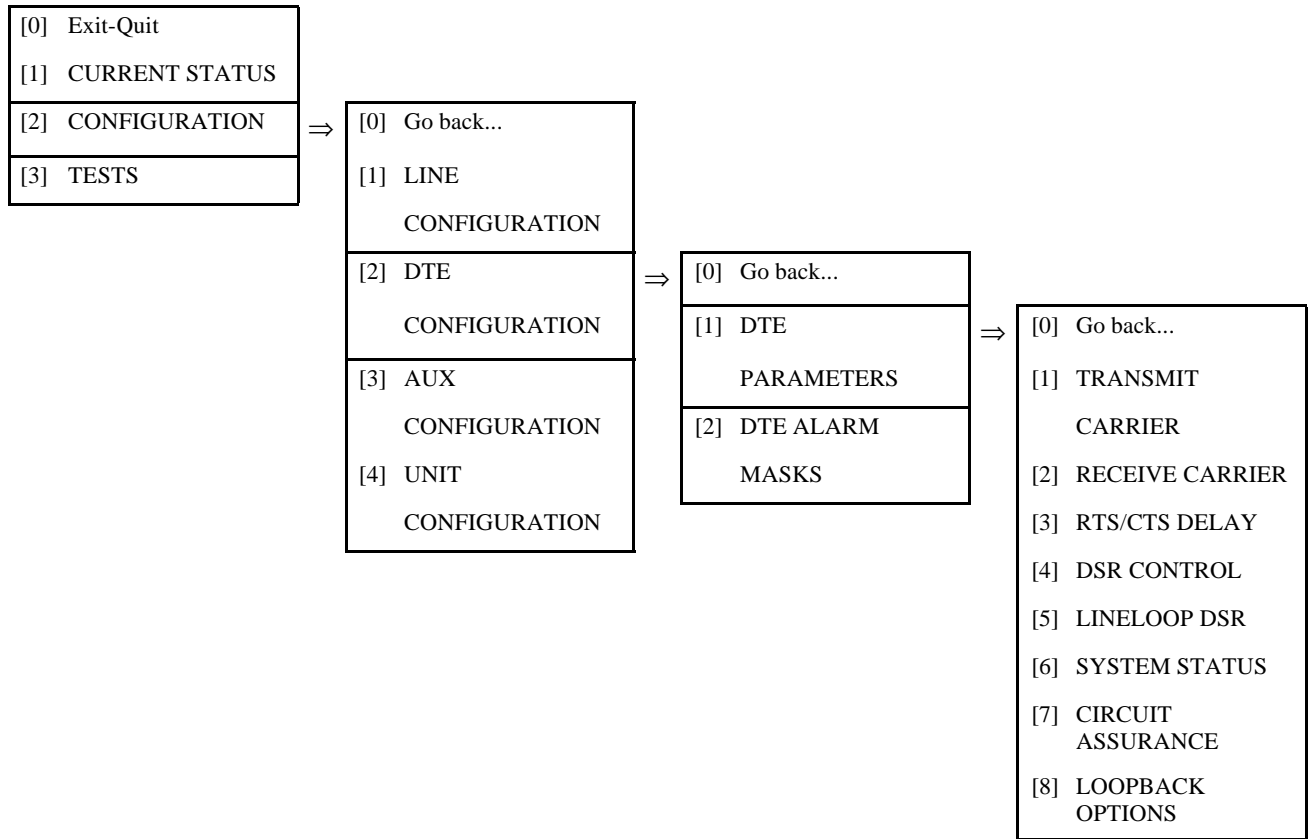 [0] Exit-Quit
[1] CURRENT STATUS
[2] CONFIGURATION
[3] TESTS
⇒
[0] Go back...
[1] LINE
CONFIGURATION
[2] DTE
CONFIGURATION
[3] AUX
CONFIGURATION
[4] UNIT
CONFIGURATION
⇒
[0] Go back...
[1] DTE
PARAMETERS
[2] DTE ALARM
MASKS
⇒
[0] Go back...
[1] TRANSMIT
CARRIER
[2] RECEIVE CARRIER
[3] RTS/CTS DELAY
[4] DSR CONTROL
[5] LINELOOP DSR
[6] SYSTEM STATUS
[7] CIRCUIT
ASSURANCE
[8] LOOPBACK
OPTIONS